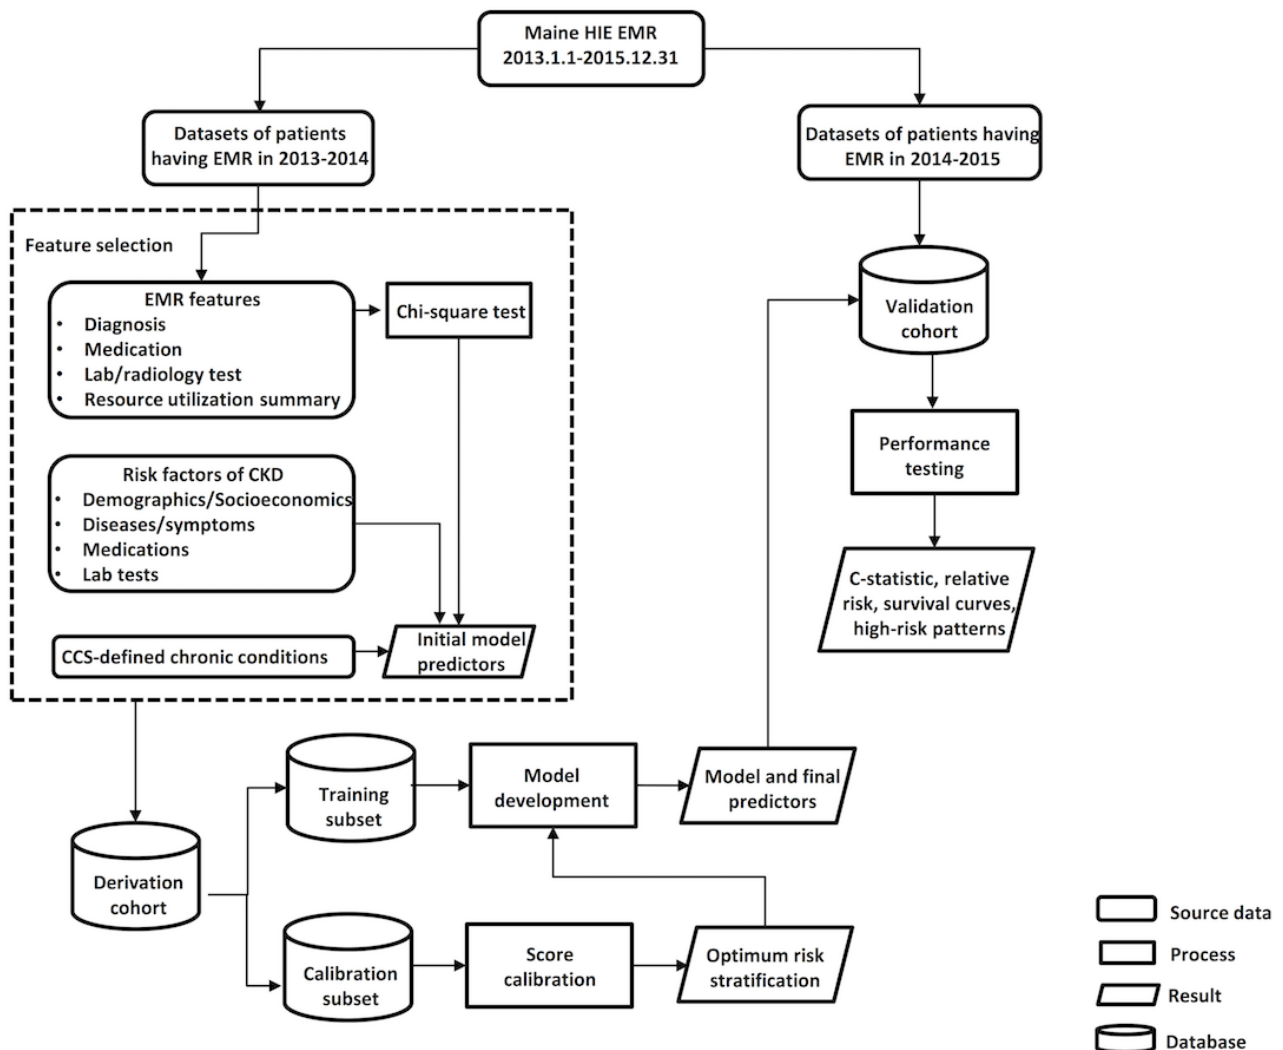 Maine HIE EMR
2013.1.1-2015.12.31
Datasets of patients
having EMR in 2013-2014
Datasets of patients having
EMR in 2014-2015
Feature selection
EMR features
• Diagnosis
• Medication
• Lab/radiology test
• Resource utilization summary
Chi-square test
Risk factors of CKD
• Demographics/Socioeconomics
• Diseases/symptoms
• Medications
• Lab tests
CCS-defined chronic conditions
Initial model
predictors
Validation
cohort
Performance
testing
C-statistic, relative
risk, survival curves,
high-risk patterns
Derivation
cohort
Training
subset
Model
development
Model and final
predictors
Calibration
subset
Score
calibration
Optimum risk
stratification
Source data
Process
Result
Database